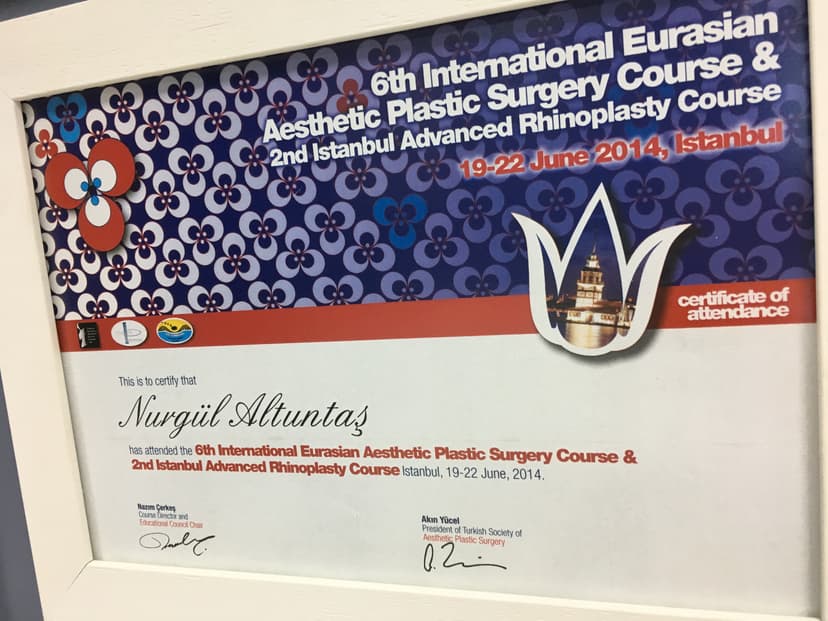 6th International Eurasian
Aesthetic Plastic Surgery Course &
2nd Istanbul Advanced Rhinoplasty Course
19-22 June 2014, Istanbul
certificate of
attendance
This is to certify that
Nurgül Altuntaş
has attended the 6th International Eurasian Aesthetic Plastic Surgery Course &
2nd Istanbul Advanced Rhinoplasty Course Istanbul, 19-22 June, 2014.
Nazım Çerkeş
Course Director and
Educational Council Chair
Akın Yücel
President of Turkish Society of
Aesthetic Plastic Surgery